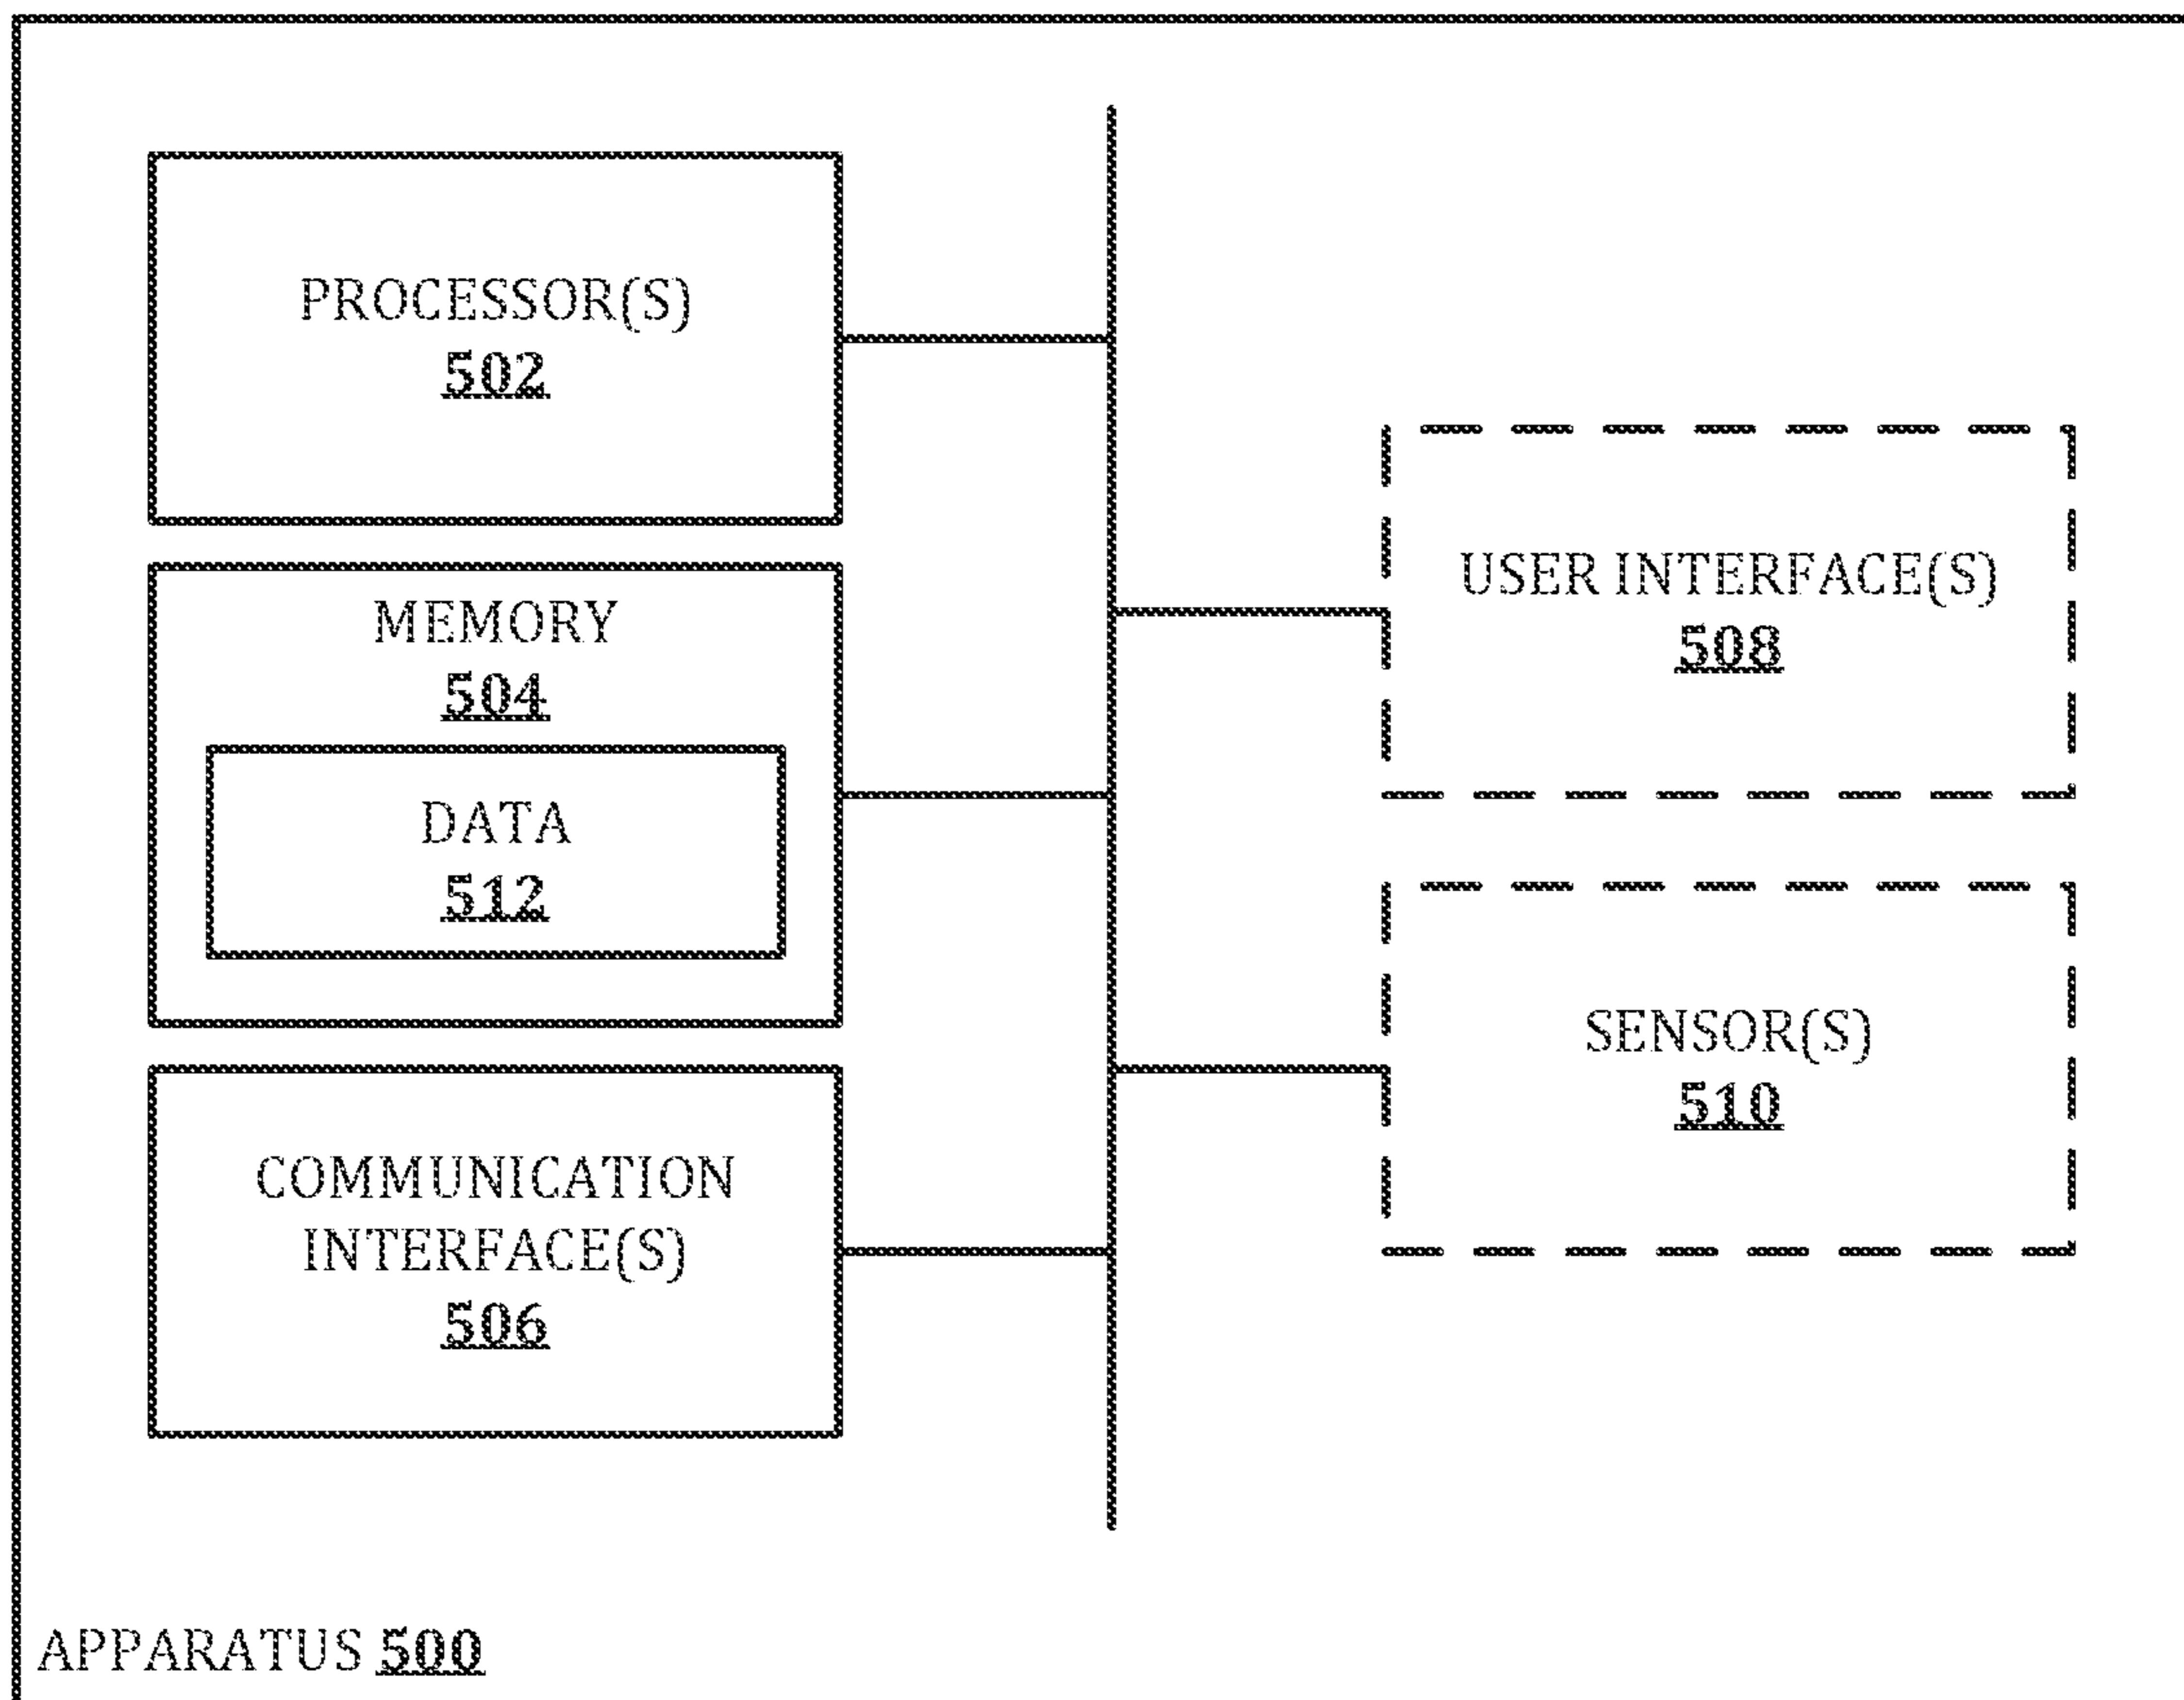 PROCESSOR(S)
502
MEMORY
504
DATA
512
COMMUNICATION
INTERFACE(S)
506
USER INTERFACE(S)
508
SENSOR(S)
510
APPARATUS 500